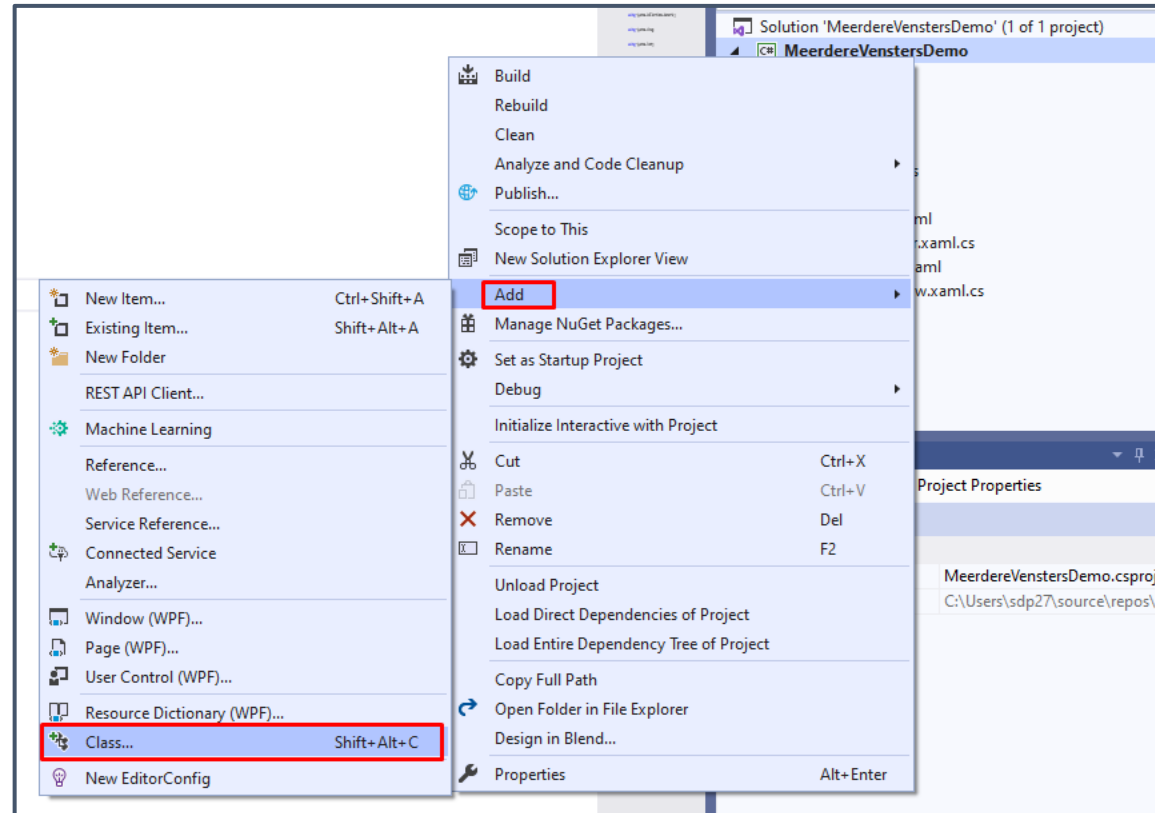 Solution 'MeerdereVenstersDemo' (1 of 1 project)
C# MeerdereVenstersDemo
Build
Rebuild
Clean
Analyze and Code Cleanup
Publish...
Scope to This
New Solution Explorer View
Add
Manage NuGet Packages...
Set as Startup Project
Debug
Initialize Interactive with Project
Cut Ctrl+X
Paste Ctrl+V
Remove Del
Rename F2
Unload Project
Load Direct Dependencies of Project
Load Entire Dependency Tree of Project
Copy Full Path
Open Folder in File Explorer
Design in Blend...
Properties Alt+Enter
New Item... Ctrl+Shift+A
Existing Item... Shift+Alt+A
New Folder
REST API Client...
Machine Learning
Reference...
Web Reference...
Service Reference...
Connected Service
Analyzer...
Window (WPF)...
Page (WPF)...
User Control (WPF)...
Resource Dictionary (WPF)...
Class... Shift+Alt+C
New EditorConfig
ml
.xaml.cs
aml
w.xaml.cs
Project Properties
MeerdereVenstersDemo.csproj
C:\Users\sdp27\source\repos\